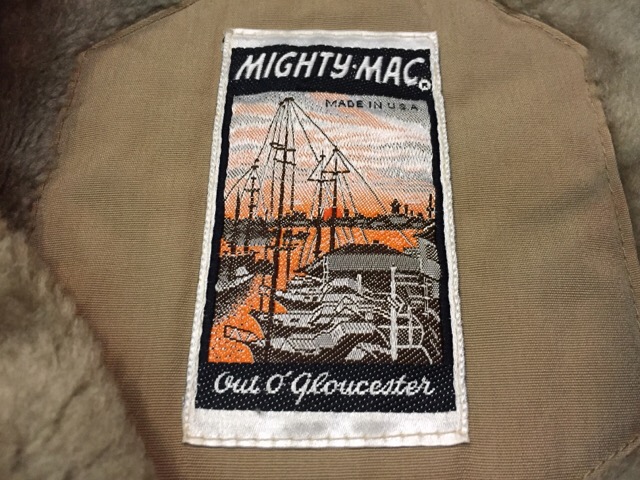 MIGHTY·MAC®
MADE IN U.S.A.
Out O' Gloucester